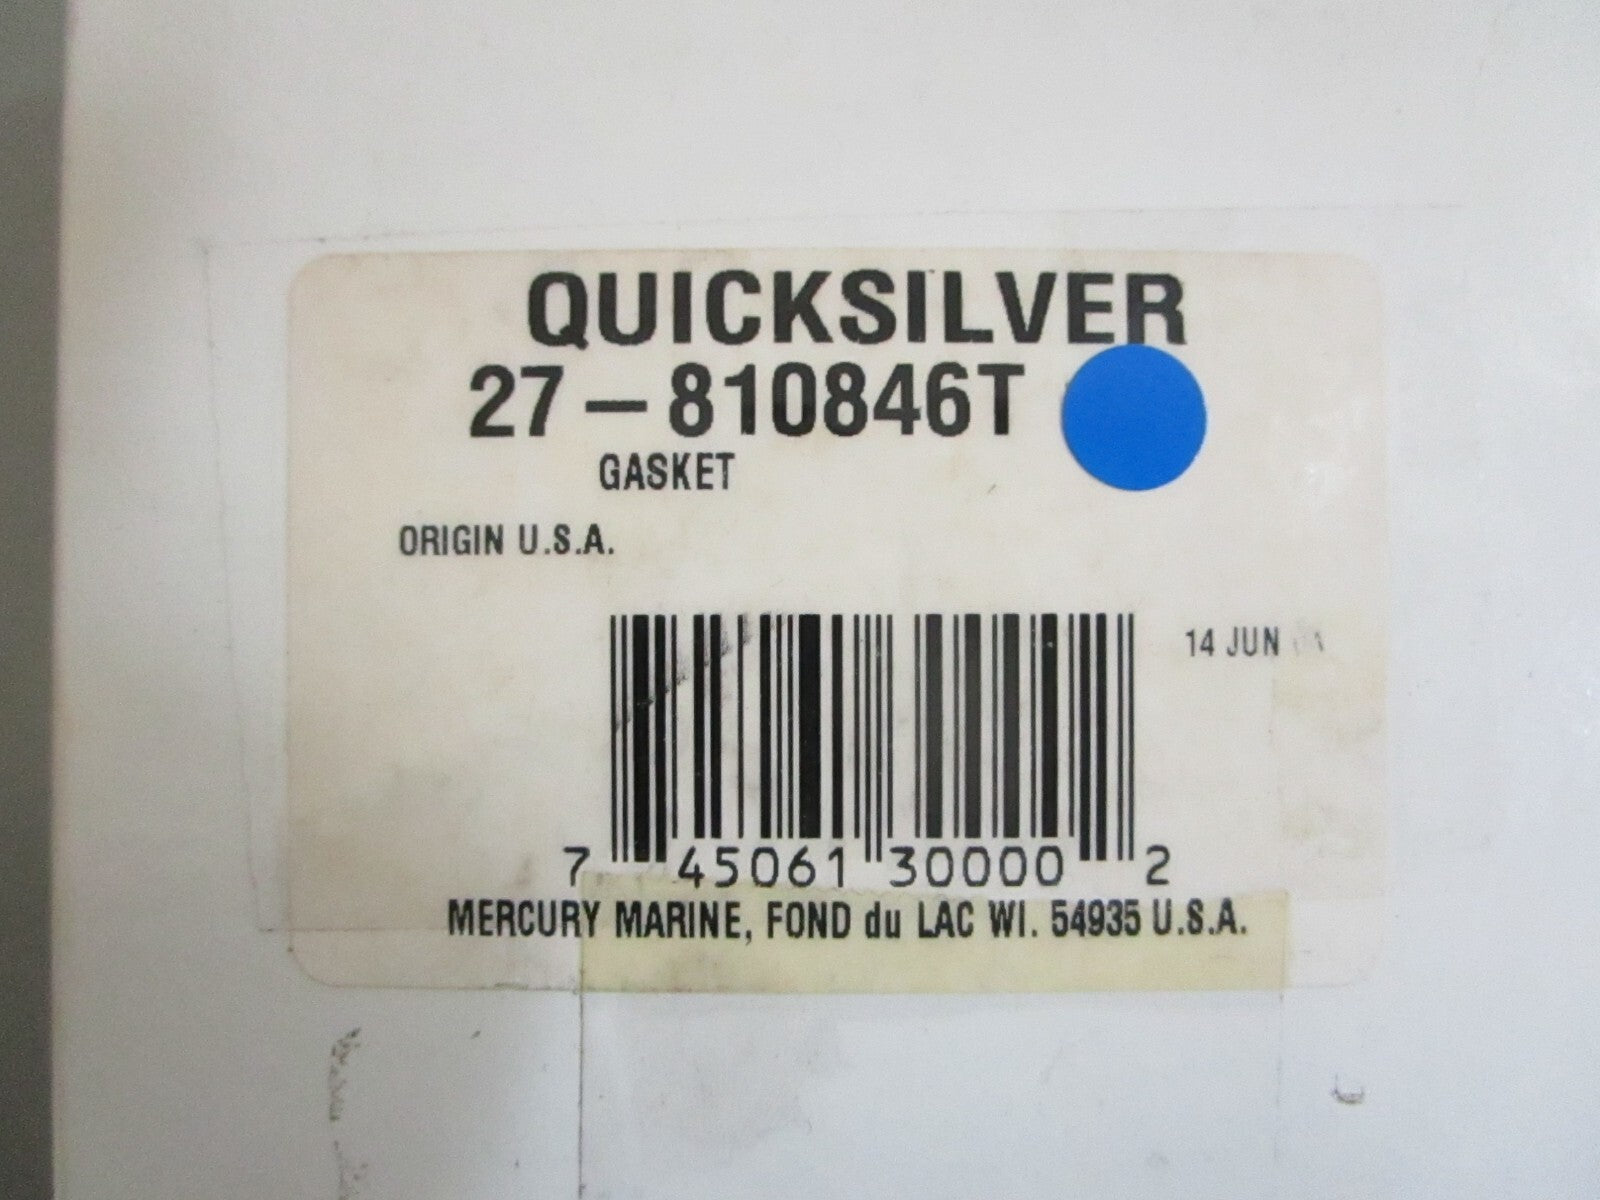 QUICKSILVER
27-810846T
GASKET
ORIGIN U.S.A.
14 JUN
7 45061 30000 2
MERCURY MARINE, FOND du LAC WI. 54935 U.S.A.